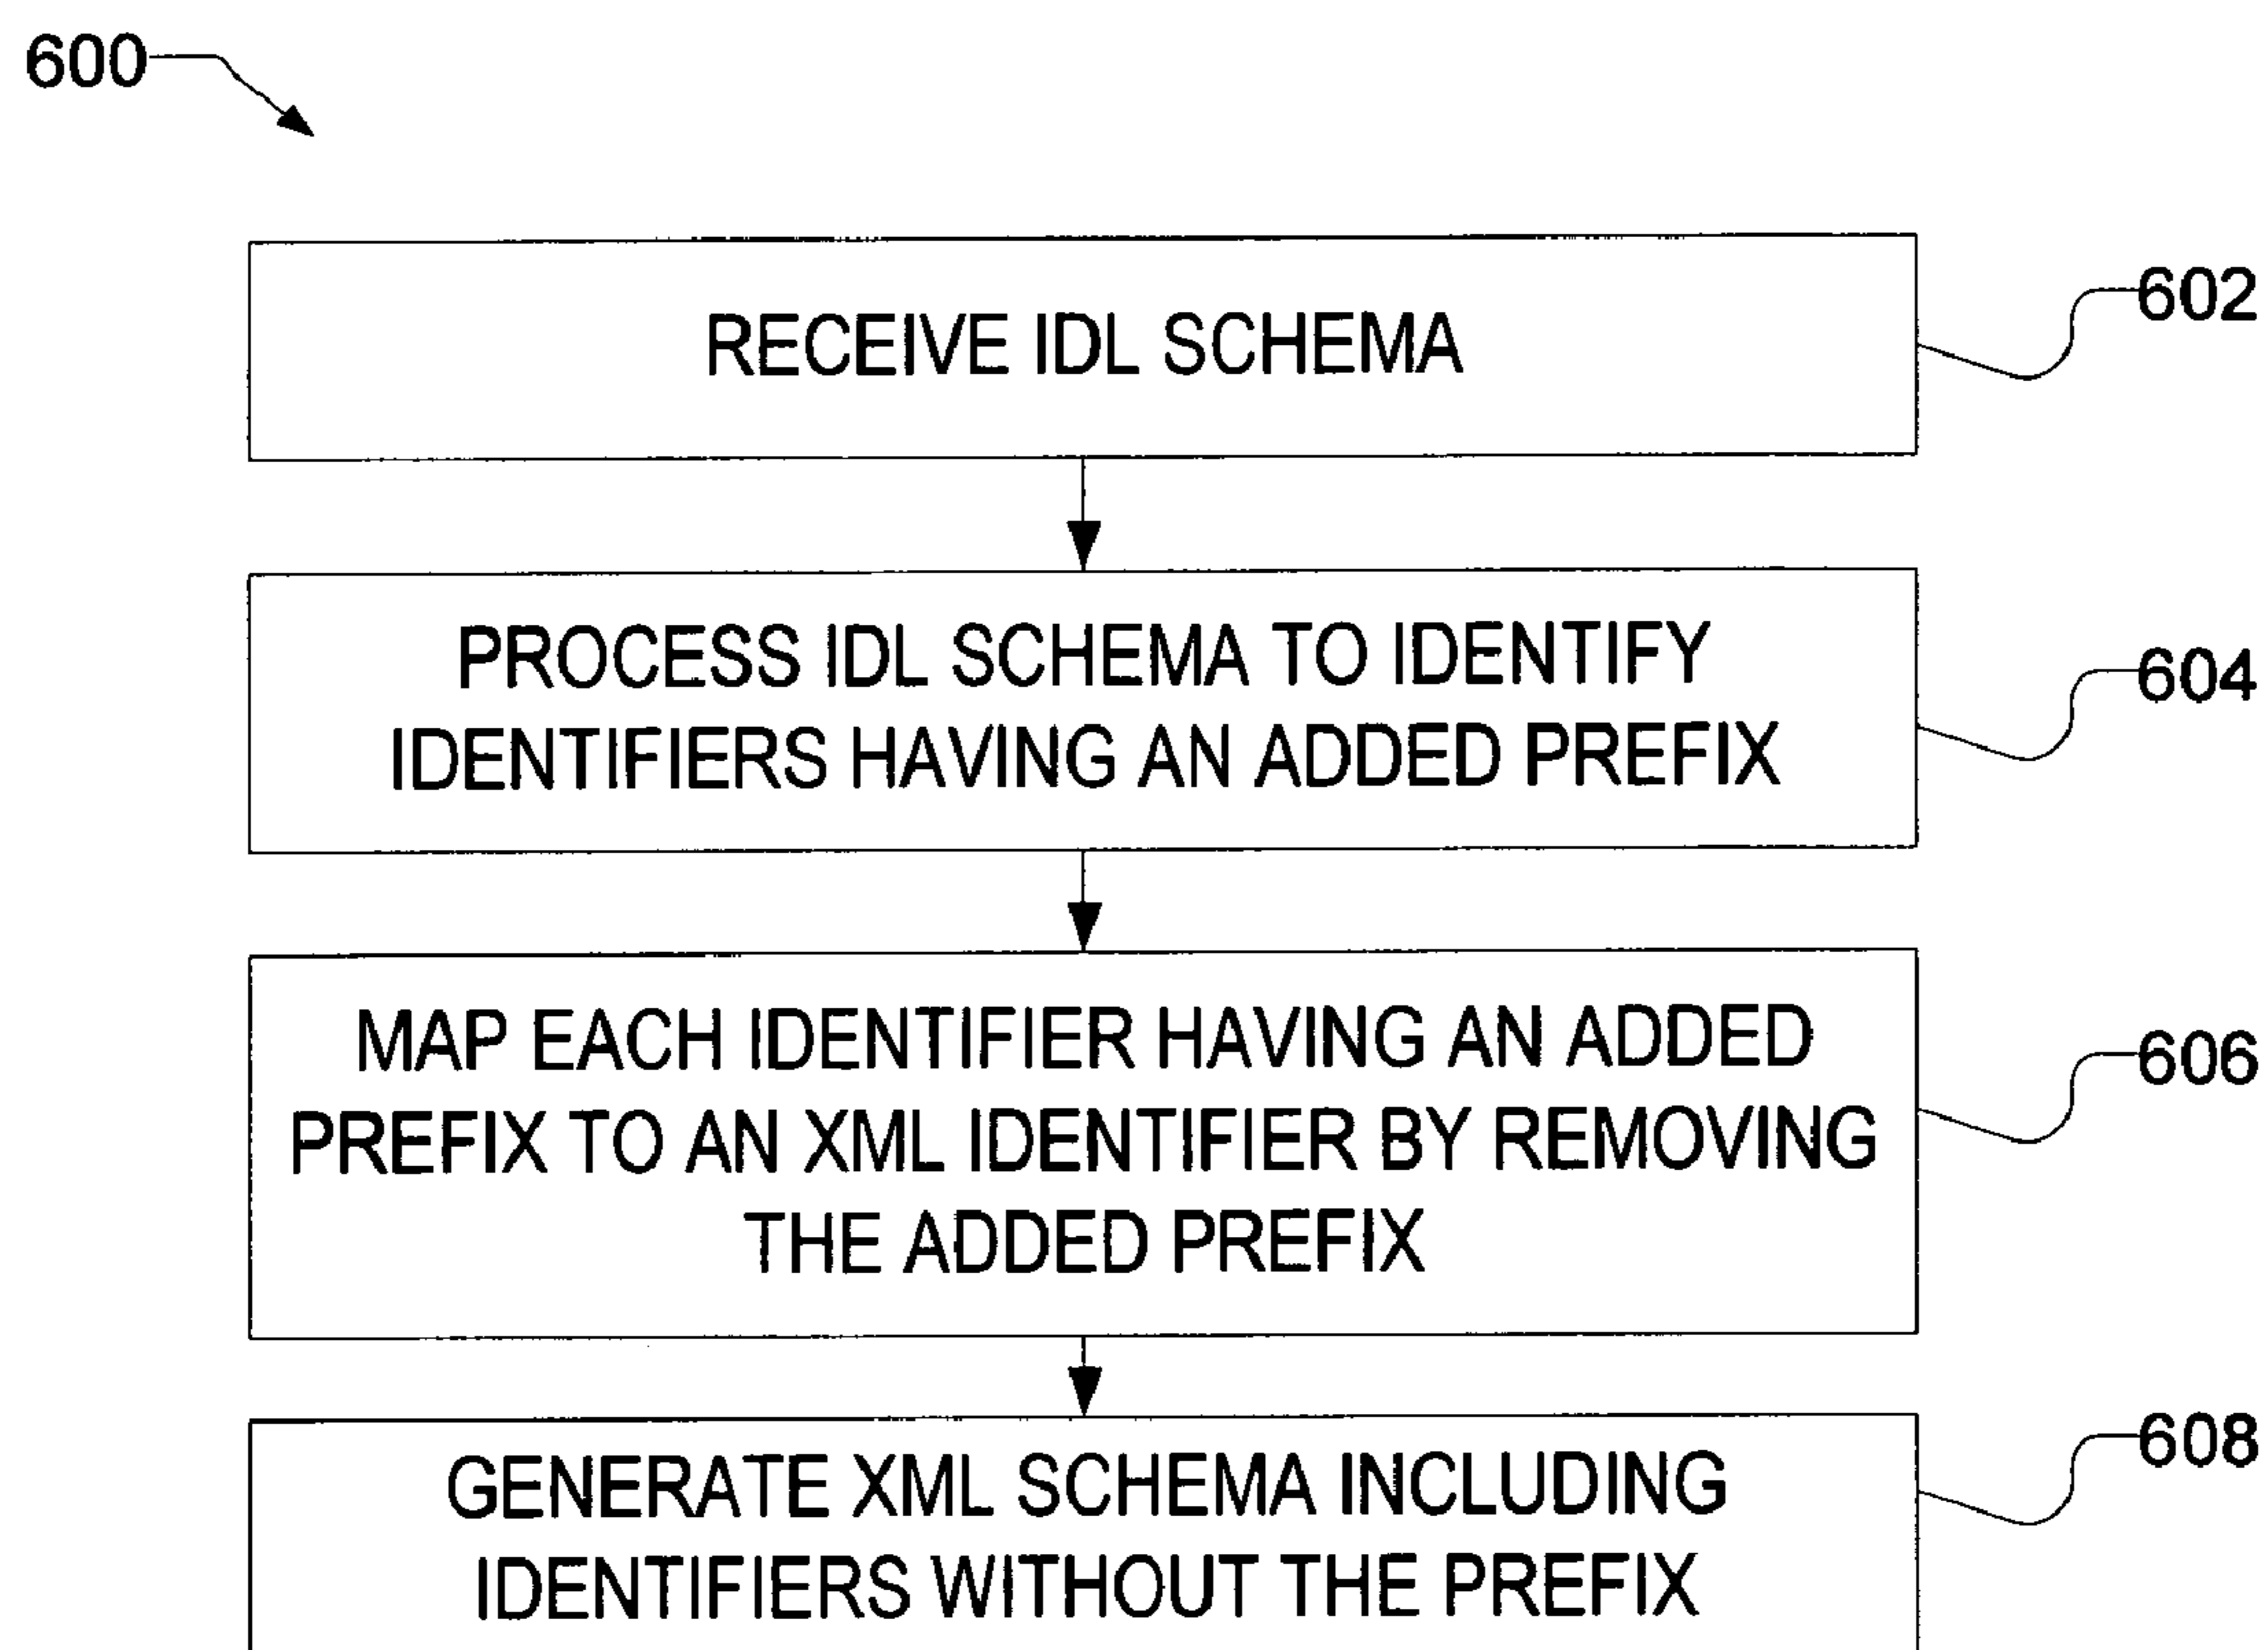 600
RECEIVE IDL SCHEMA
602
PROCESS IDL SCHEMA TO IDENTIFY
IDENTIFIERS HAVING AN ADDED PREFIX
604
MAP EACH IDENTIFIER HAVING AN ADDED
PREFIX TO AN XML IDENTIFIER BY REMOVING
THE ADDED PREFIX
606
GENERATE XML SCHEMA INCLUDING
IDENTIFIERS WITHOUT THE PREFIX
608